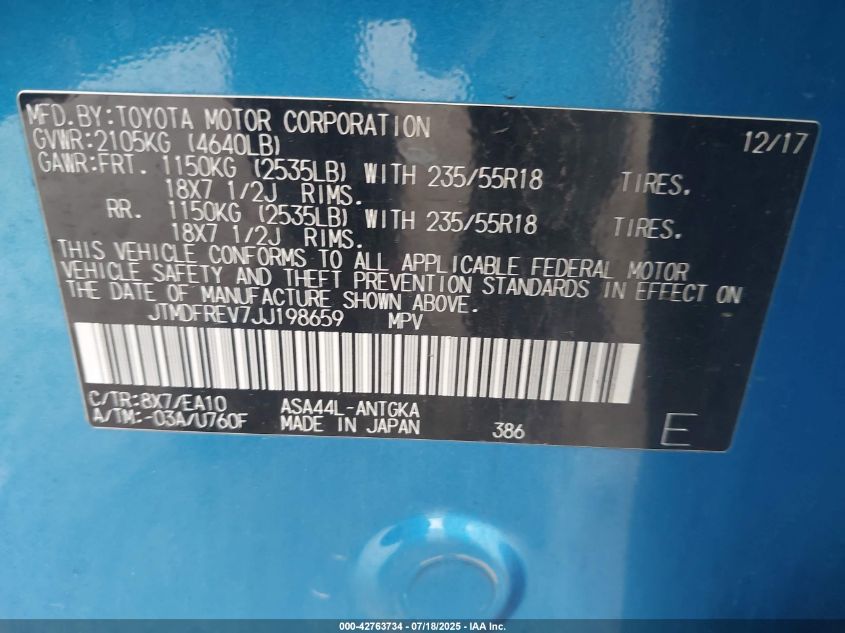 MFD.BY:TOYOTA MOTOR CORPORATION 12/17
GVWR:2105KG (4640LB)
GAWR:FRT. 1150KG (2535LB) WITH 235/55R18 TIRES.
18X7 1/2J RIMS.
RR. 1150KG (2535LB) WITH 235/55R18 TIRES.
18X7 1/2J RIMS.
THIS VEHICLE CONFORMS TO ALL APPLICABLE FEDERAL MOTOR
VEHICLE SAFETY AND THEFT PREVENTION STANDARDS IN EFFECT ON
THE DATE OF MANUFACTURE SHOWN ABOVE.
JTMDFREV7JJ198659 MPV
C/TR:8X7/EA10 ASA44L-ANTGKA
A/TM:-03A/U760F MADE IN JAPAN 386 E
000-42763734 - 07/18/2025 - IAA Inc.